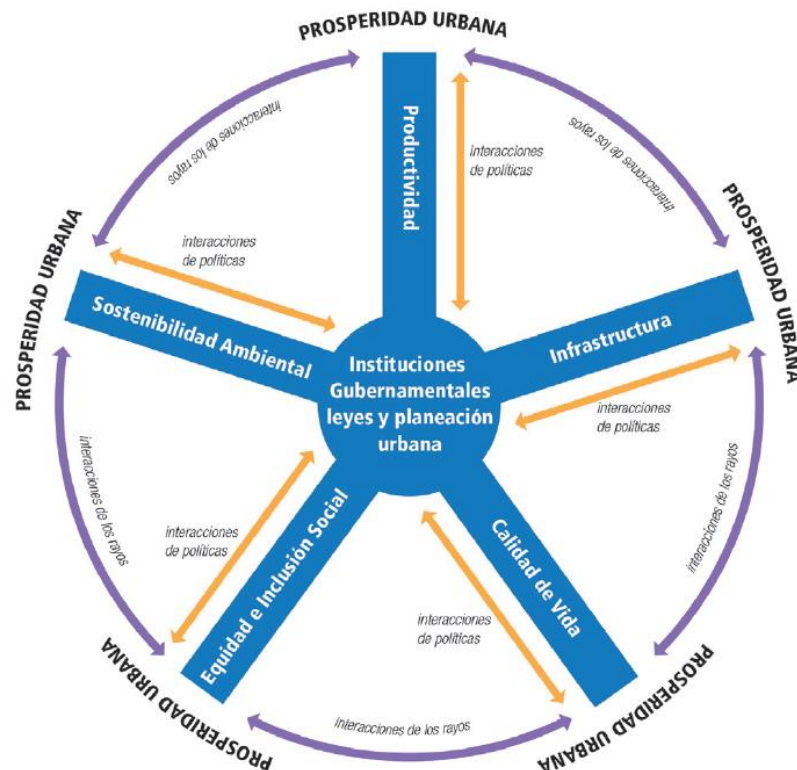 PROSPERIDAD URBANA
interacciones de los rayos
interacciones de los rayos
Productividad
interacciones
de políticas
PROSPERIDAD URBANA
PROSPERIDAD URBANA
interacciones
de políticas
Sostenibilidad Ambiental
Infrastructura
Instituciones
Gubernamentales
leyes y planeación
urbana
interacciones
de políticas
interacciones de los rayos
interacciones de los rayos
interacciones
de políticas
Equidad e Inclusión Social
Calidad de Vida
interacciones
de políticas
PROSPERIDAD URBANA
PROSPERIDAD URBANA
Interacciones de los rayos